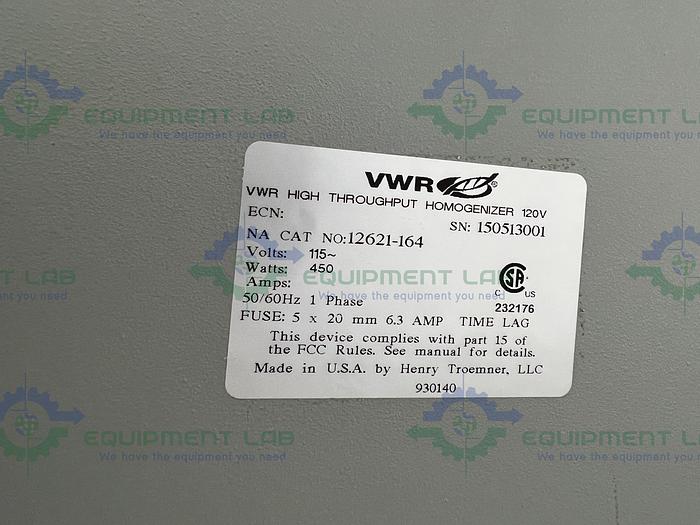 EQUIPMENT LAB
We have the equipment you need
EQUIPMENT LAB
We have the equipment you need
VWR®
VWR HIGH THROUGHPUT HOMOGENIZER 120V
ECN:
SN: 150513001
NA CAT NO:12621-164
Volts: 115~
Watts: 450
Amps:
50/60Hz 1 Phase
C US
232176
FUSE: 5 x 20 mm 6.3 AMP TIME LAG
This device complies with part 15 of
the FCC Rules. See manual for details.
Made in U.S.A. by Henry Troemner, LLC
930140
EQUIPMENT LAB
We have the equipment you need
EQUIPMENT LAB
We have the equipment you need